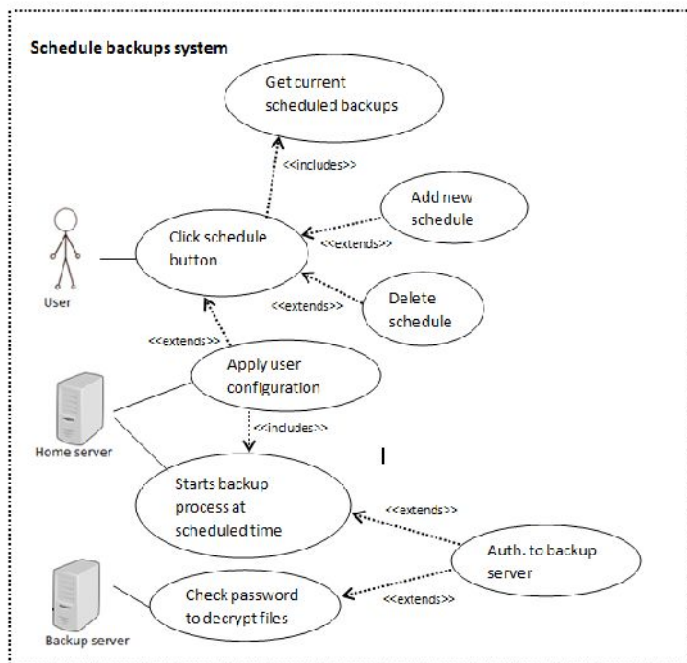 Schedule backups system
Get current
scheduled backups
<<includes>>
Add new
schedule
<<extends>>
Click schedule
button
User
<<extends>>
Delete
schedule
<<extends>>
Apply user
configuration
<<includes>>
Home server
Starts backup
process at
scheduled time
<<extends>>
Auth. to backup
server
<<extends>>
Check password
to decrypt files
Backup server